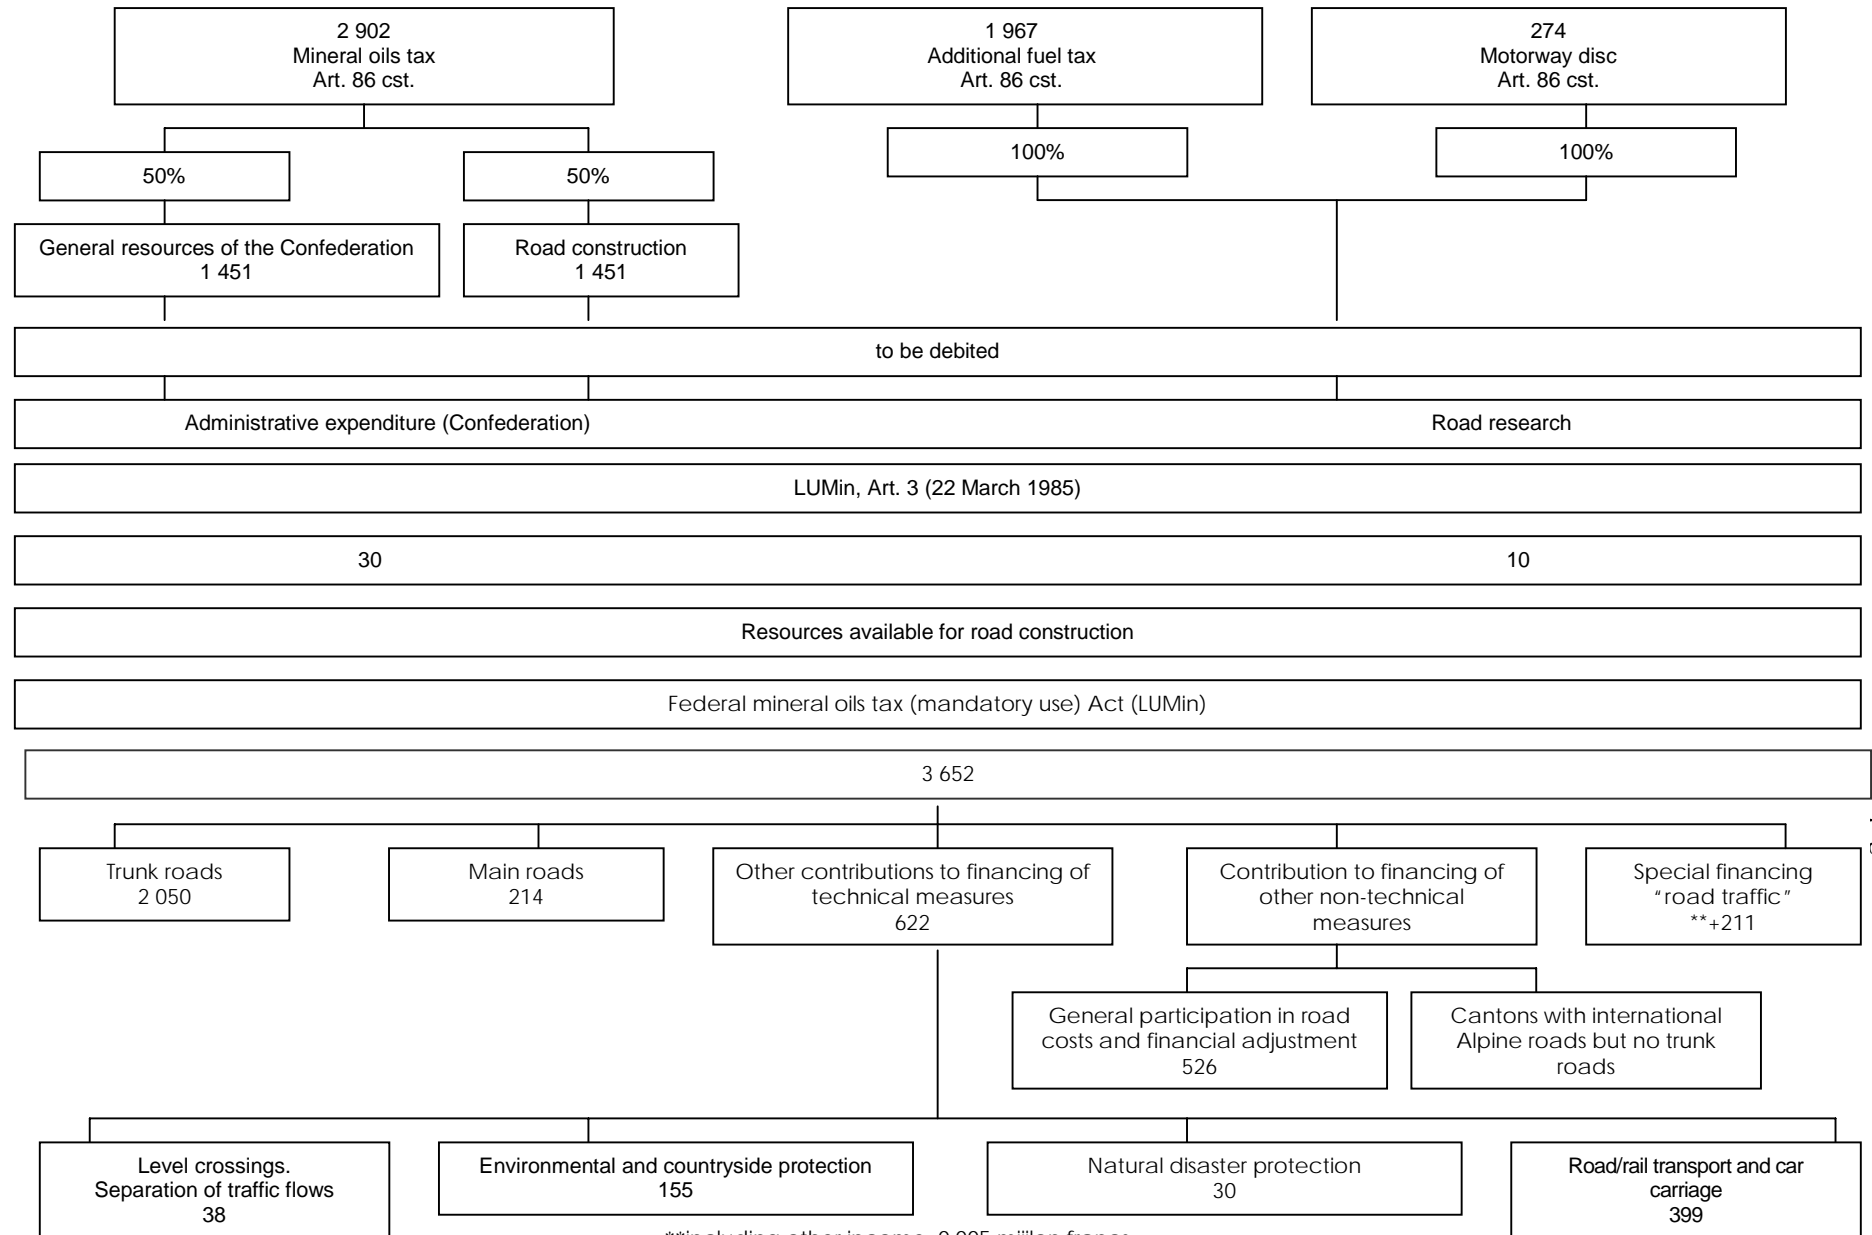 2 902
Mineral oils tax
Art. 86 cst.
1 967
Additional fuel tax
Art. 86 cst.
274
Motorway disc
Art. 86 cst.
50%
50%
100%
100%
General resources of the Confederation
1 451
Road construction
1 451
to be debited
Administrative expenditure (Confederation)
Road research
LUMin, Art. 3 (22 March 1985)
30
10
Resources available for road construction
Federal mineral oils tax (mandatory use) Act (LUMin)
3 652
Trunk roads
2 050
Main roads
214
Other contributions to financing of
technical measures
622
Contribution to financing of
other non-technical
measures
Special financing
“road traffic”
**+211
General participation in road
costs and financial adjustment
526
Cantons with international
Alpine roads but no trunk
roads
Level crossings.
Separation of traffic flows
38
Environmental and countryside protection
155
Natural disaster protection
30
Road/rail transport and car
carriage
399